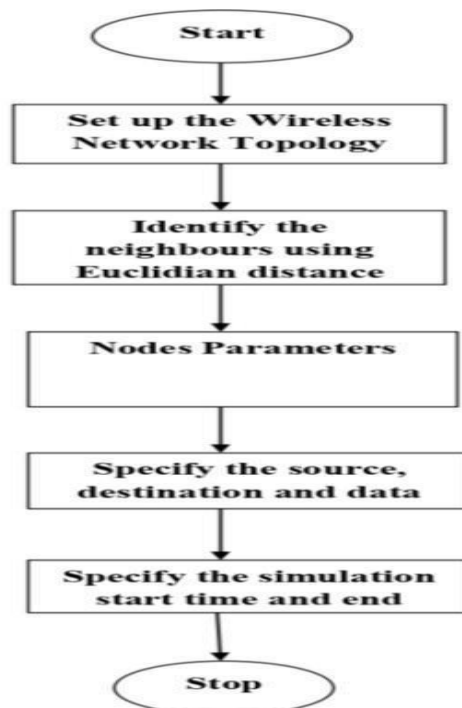 Start
Set up the Wireless
Network Topology
Identify the
neighbours using
Euclidian distance
Nodes Parameters
Specify the source,
destination and data
Specify the simulation
start time and end
Stop